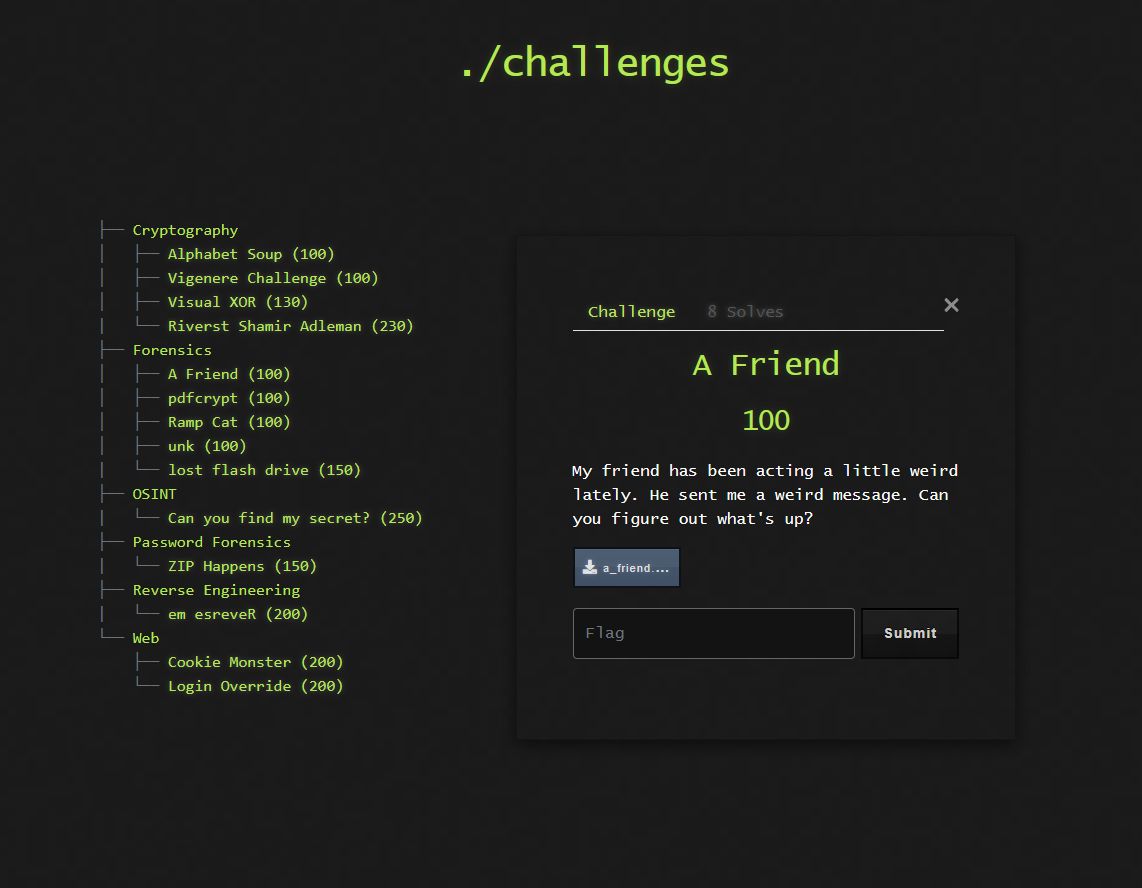 ./challenges
Cryptography
Alphabet Soup (100)
Vigenere Challenge (100)
Visual XOR (130)
Riverst Shamir Adleman (230)
Forensics
A Friend (100)
pdfcrypt (100)
Ramp Cat (100)
unk (100)
lost flash drive (150)
OSINT
Can you find my secret? (250)
Password Forensics
ZIP Happens (150)
Reverse Engineering
em esreveR (200)
Web
Cookie Monster (200)
Login Override (200)
Challenge 8 Solves ×
A Friend
100
My friend has been acting a little weird
lately. He sent me a weird message. Can
you figure out what's up?
a_friend....
Flag Submit